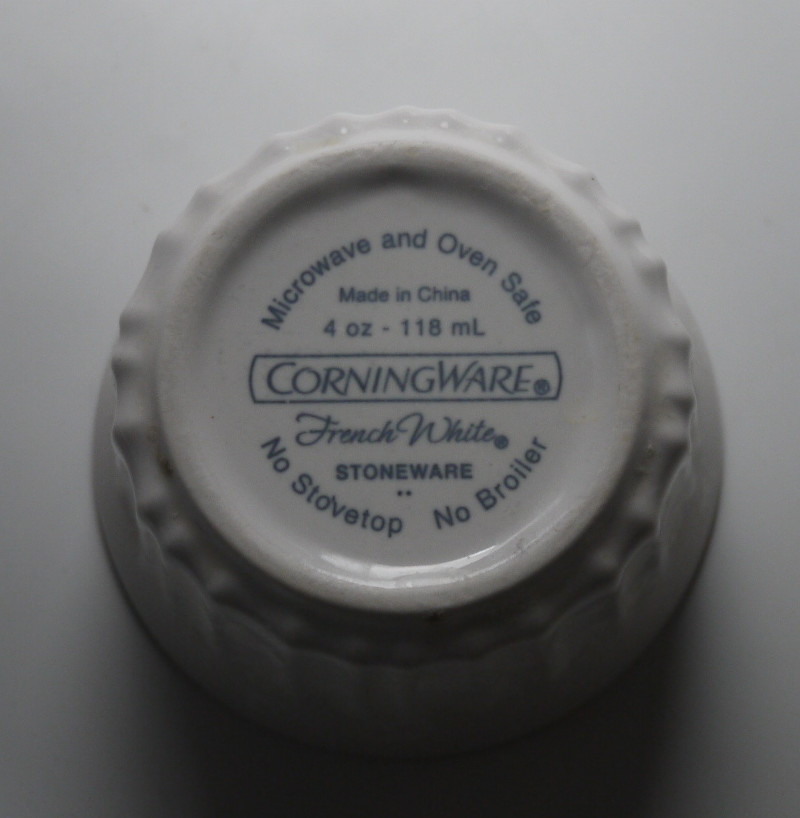 Microwave and Oven Safe
Made in China
4 oz - 118 mL
CORNINGWARE®
French White®
STONEWARE
No Stovetop No Broiler